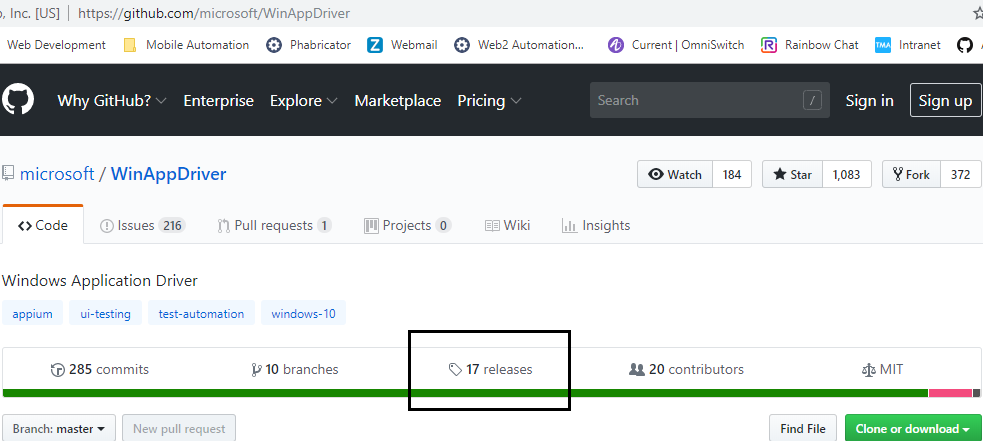 , Inc. [US] | https://github.com/microsoft/WinAppDriver
Web Development Mobile Automation Phabricator Webmail Web2 Automation... Current | OmniSwitch Rainbow Chat TMA Intranet
Why GitHub? Enterprise Explore Marketplace Pricing Search / Sign in Sign up
microsoft / WinAppDriver Watch 184 Star 1,083 Fork 372
<> Code Issues 216 Pull requests 1 Projects 0 Wiki Insights
Windows Application Driver
appium ui-testing test-automation windows-10
285 commits 10 branches 17 releases 20 contributors MIT
Branch: master New pull request Find File Clone or download